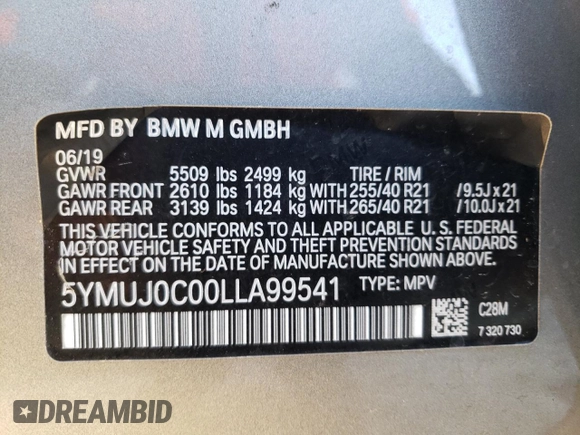 MFD BY BMW M GMBH
06/19
GVWR 5509 lbs 2499 kg TIRE / RIM
GAWR FRONT 2610 lbs 1184 kg WITH 255/40 R21 /9.5J x 21
GAWR REAR 3139 lbs 1424 kg WITH 265/40 R21 /10.0J x 21
THIS VEHICLE CONFORMS TO ALL APPLICABLE U. S. FEDERAL
MOTOR VEHICLE SAFETY AND THEFT PREVENTION STANDARDS
IN EFFECT ON THE DATE OF MANUFACTURE SHOWN ABOVE.
5YMUJ0C00LLA99541 TYPE: MPV
C28M
7 320 730
DREAMBID